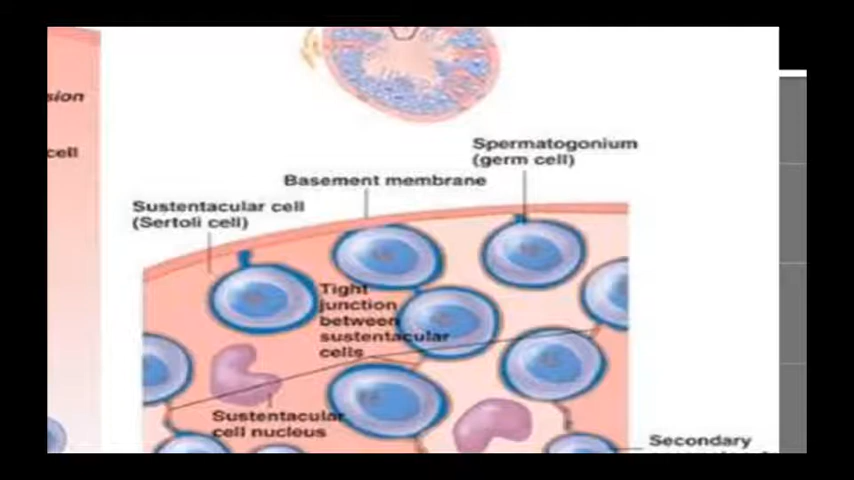 sion
cell
Spermatogonium
(germ cell)
Basement membrane
Sustentacular cell
(Sertoli cell)
Tight
junction
between
sustentacular
cells
Sustentacular
cell nucleus
Secondary